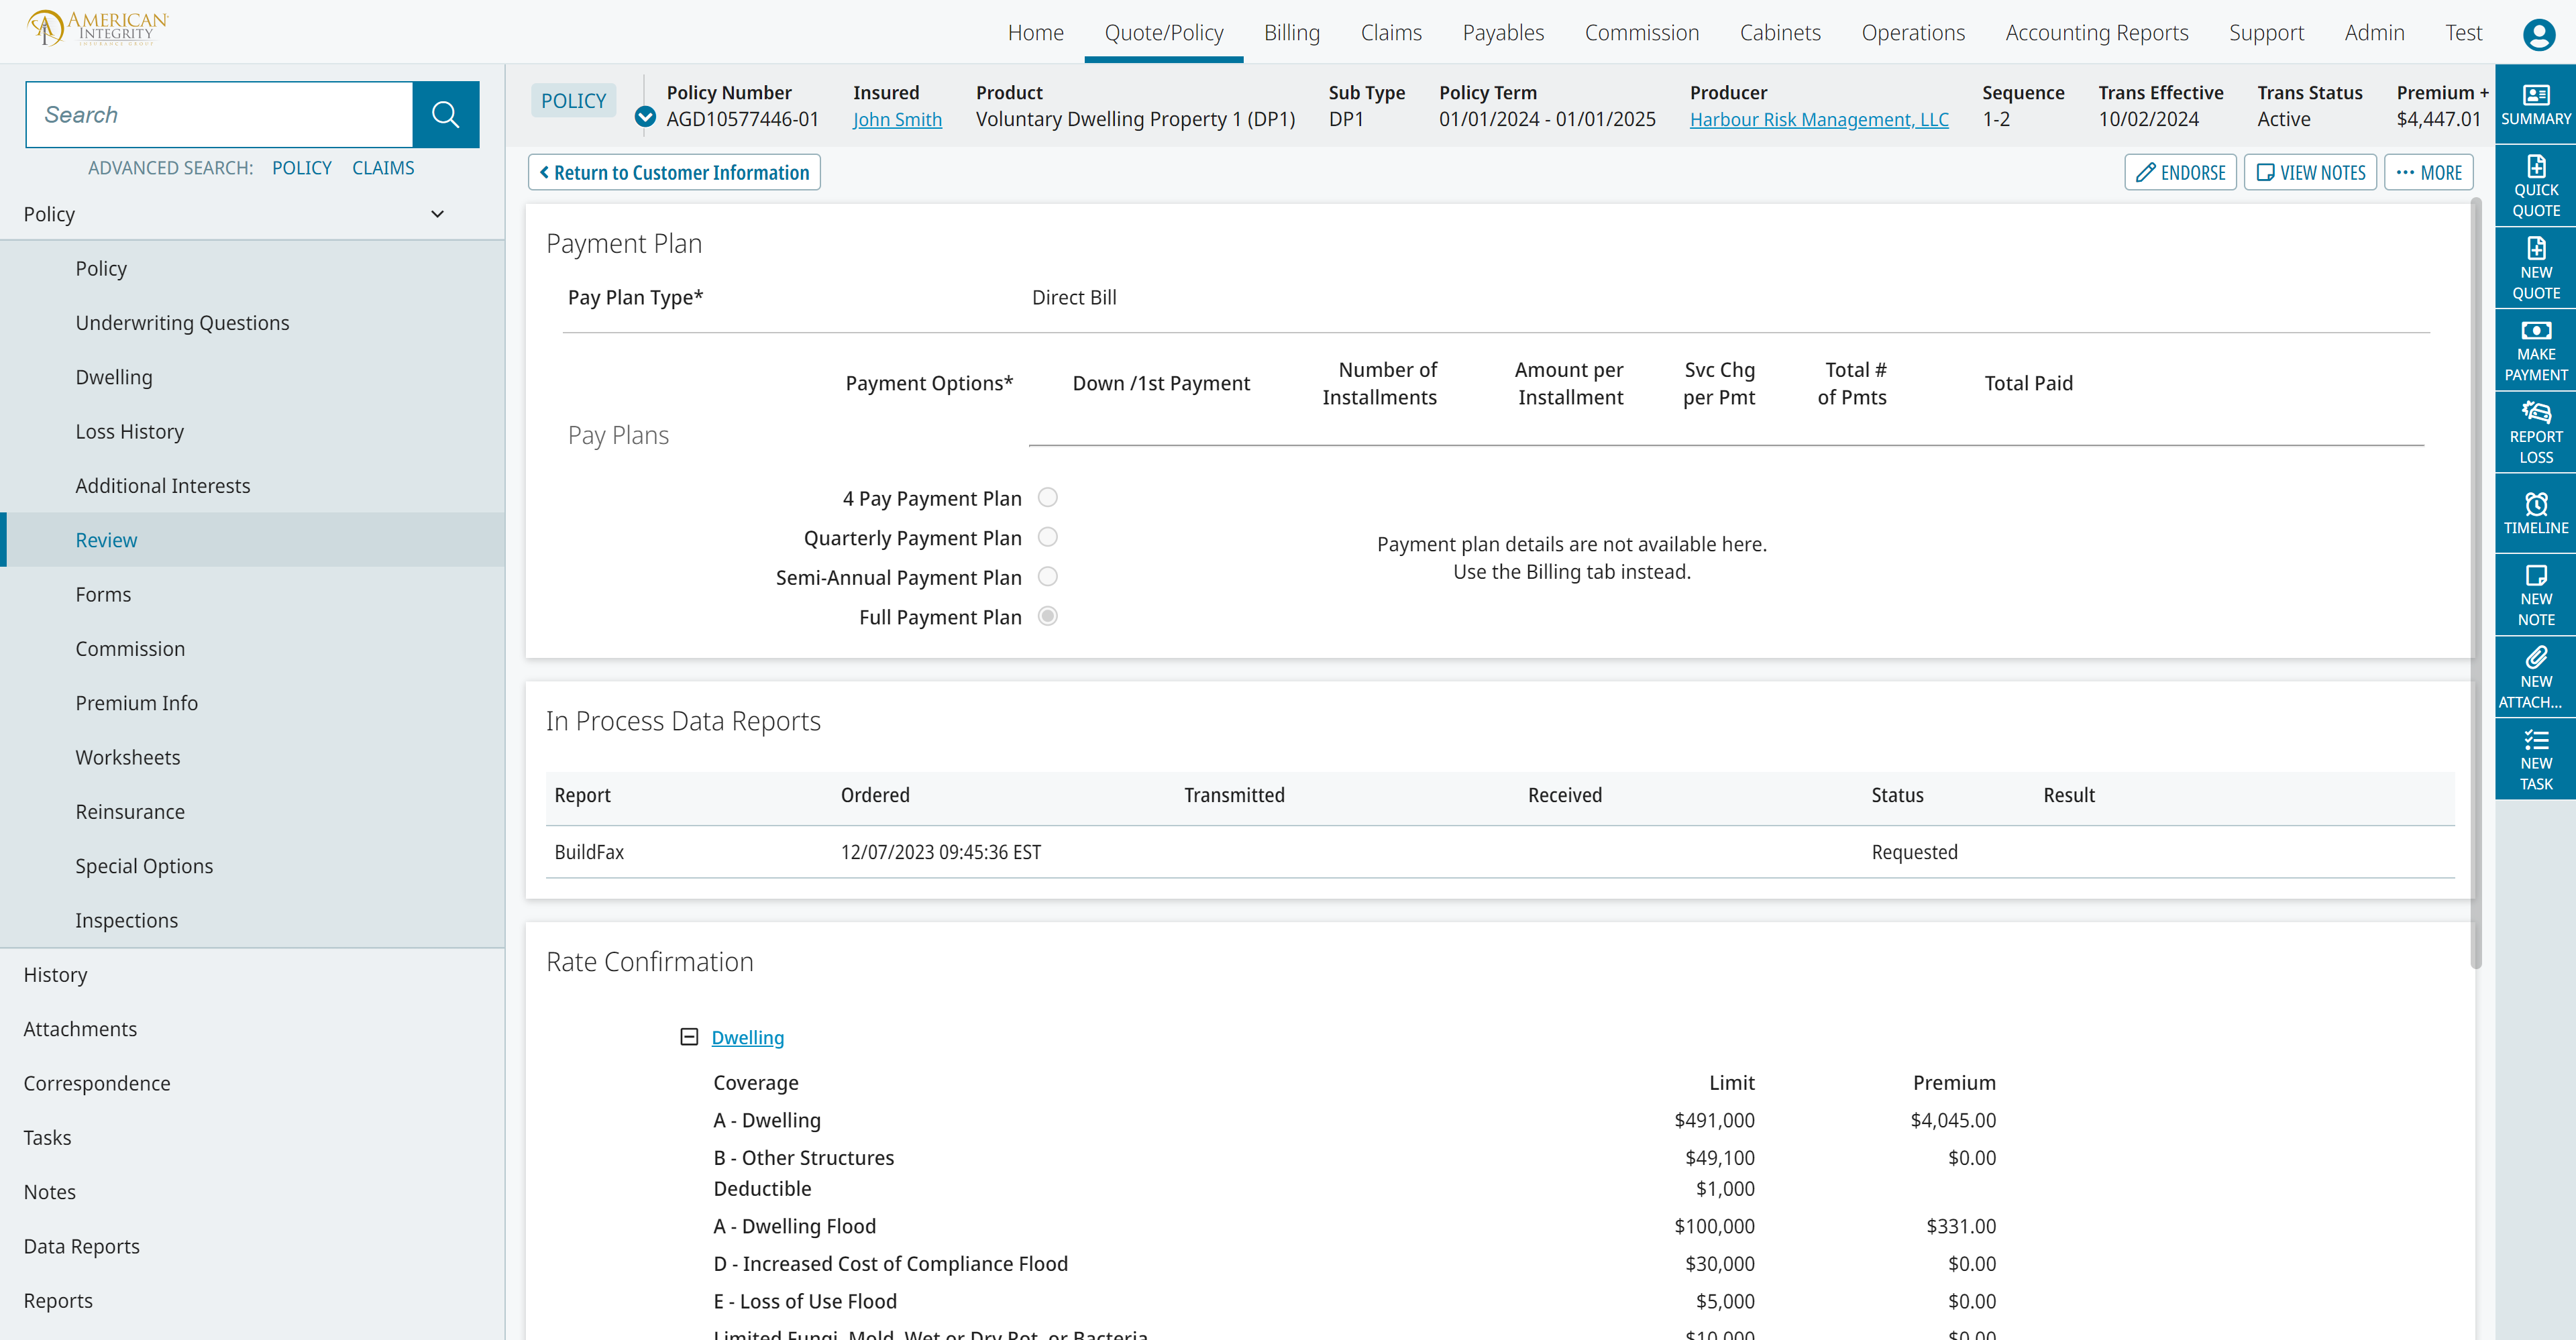 AMERICAN
INTEGRITY
INSURANCE GROUP
Home
Quote/Policy
Billing
Claims
Payables
Commission
Cabinets
Operations
Accounting Reports
Support
Admin
Test
Search
ADVANCED SEARCH: POLICY CLAIMS
Policy
Policy
Underwriting Questions
Dwelling
Loss History
Additional Interests
Review
Forms
Commission
Premium Info
Worksheets
Reinsurance
Special Options
Inspections
History
Attachments
Correspondence
Tasks
Notes
Data Reports
Reports
POLICY
Policy Number
AGD10577446-01
Insured
John Smith
Product
Voluntary Dwelling Property 1 (DP1)
Sub Type
DP1
Policy Term
01/01/2024 - 01/01/2025
Producer
Harbour Risk Management, LLC
Sequence
1-2
Trans Effective
10/02/2024
Trans Status
Active
Premium +
$4,447.01
Return to Customer Information
ENDORSE
VIEW NOTES
MORE
Payment Plan
Pay Plan Type* Direct Bill
Payment Options*
Down /1st Payment
Number of
Installments
Amount per
Installment
Svc Chg
per Pmt
Total #
of Pmts
Total Paid
Pay Plans
4 Pay Payment Plan
Quarterly Payment Plan
Semi-Annual Payment Plan
Full Payment Plan
Payment plan details are not available here.
Use the Billing tab instead.
In Process Data Reports
Report Ordered Transmitted Received Status Result
BuildFax 12/07/2023 09:45:36 EST Requested
Rate Confirmation
Dwelling
Coverage Limit Premium
A - Dwelling $491,000 $4,045.00
B - Other Structures $49,100 $0.00
Deductible $1,000
A - Dwelling Flood $100,000 $331.00
D - Increased Cost of Compliance Flood $30,000 $0.00
E - Loss of Use Flood $5,000 $0.00
Limited Fungi, Mold, Wet or Dry Rot, or Bacteria $10,000 $0.00
SUMMARY
QUICK
QUOTE
NEW
QUOTE
MAKE
PAYMENT
REPORT
LOSS
TIMELINE
NEW
NOTE
NEW
ATTACH...
NEW
TASK